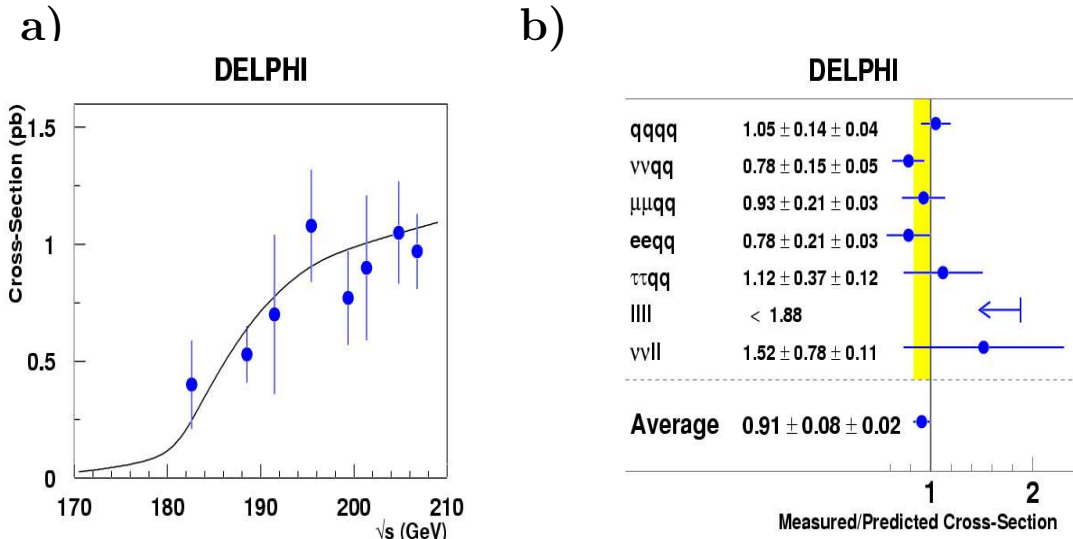 a)
DELPHI
Cross-Section (pb)
1.5
1
0.5
0
170 180 190 200 210
√s (GeV)
b)
DELPHI
qqqq 1.05 ± 0.14 ± 0.04
ννqq 0.78 ± 0.15 ± 0.05
μμqq 0.93 ± 0.21 ± 0.03
eeqq 0.78 ± 0.21 ± 0.03
ττqq 1.12 ± 0.37 ± 0.12
llll < 1.88
ννll 1.52 ± 0.78 ± 0.11
Average 0.91 ± 0.08 ± 0.02
1 2
Measured/Predicted Cross-Section